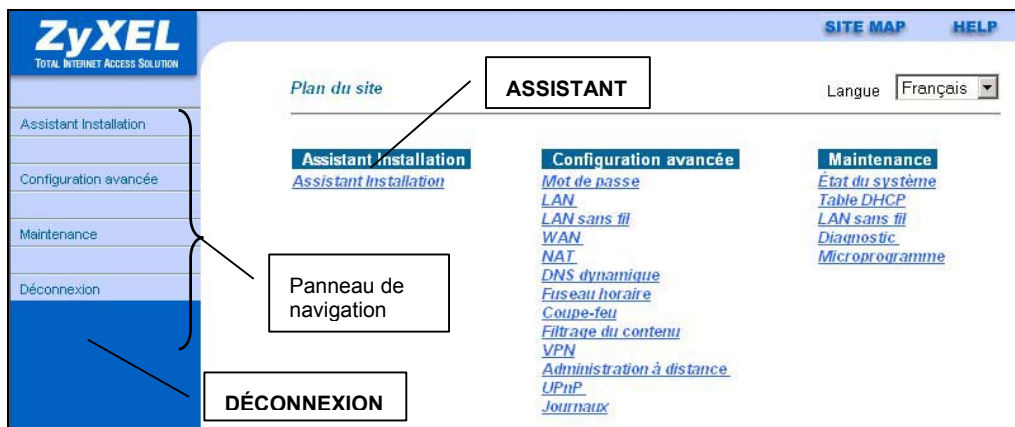 ZyXEL
TOTAL INTERNET ACCESS SOLUTION
SITE MAP
HELP
Plan du site
ASSISTANT
Langue
Français
Assistant Installation
Configuration avancée
Maintenance
Déconnexion
Panneau de
navigation
DÉCONNEXION
Assistant Installation
Assistant Installation
Configuration avancée
Mot de passe
LAN
LAN sans fil
WAN
NAT
DNS dynamique
Fuseau horaire
Coupe-feu
Filtrage du contenu
VPN
Administration à distance
UPnP
Journaux
Maintenance
État du système
Table DHCP
LAN sans fil
Diagnostic
Microprogramme